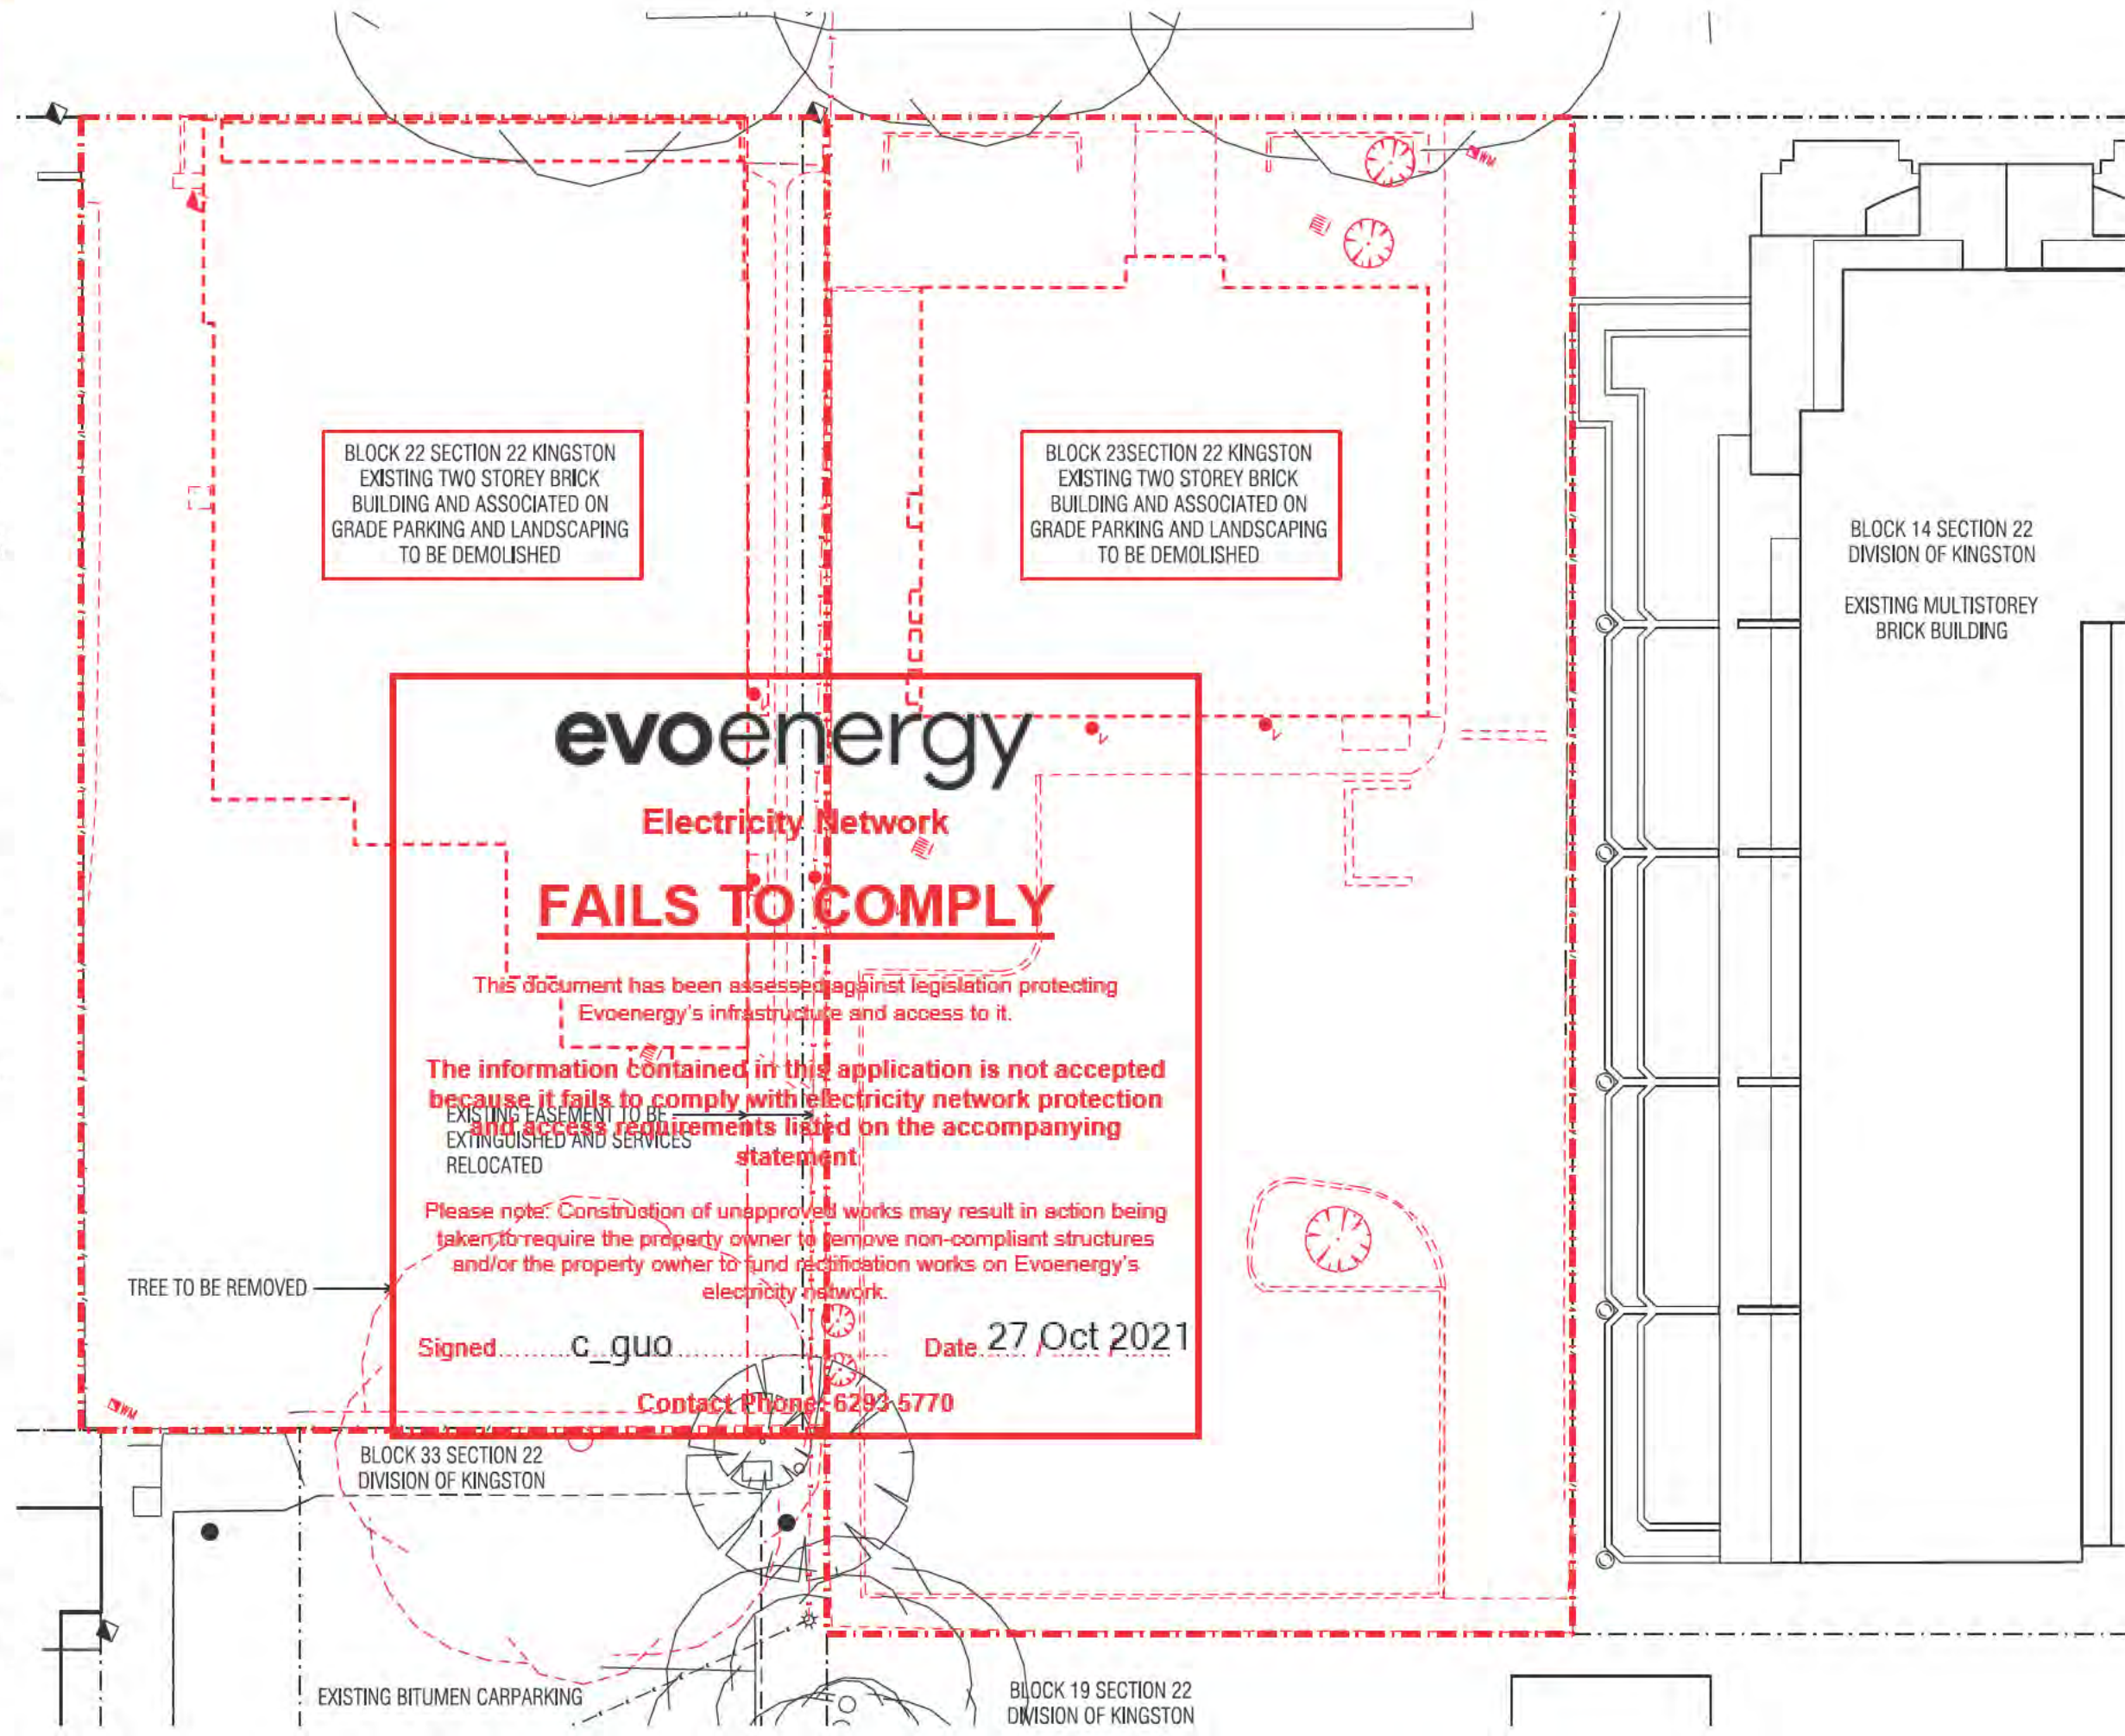 BLOCK 22 SECTION 22 KINGSTON
EXISTING TWO STOREY BRICK
BUILDING AND ASSOCIATED ON
GRADE PARKING AND LANDSCAPING
TO BE DEMOLISHED
BLOCK 23SECTION 22 KINGSTON
EXISTING TWO STOREY BRICK
BUILDING AND ASSOCIATED ON
GRADE PARKING AND LANDSCAPING
TO BE DEMOLISHED
BLOCK 14 SECTION 22
DIVISION OF KINGSTON
EXISTING MULTISTOREY
BRICK BUILDING
evoenergy
Electricity Network
FAILS TO COMPLY
This document has been assessed against legislation protecting
Evoenergy's infrastructure and access to it.
The information contained in this application is not accepted
because it fails to comply with electricity network protection
and access requirements listed on the accompanying
statement
EXISTING EASEMENT TO BE
EXTINGUISHED AND SERVICES
RELOCATED
Please note: Construction of unapproved works may result in action being
taken to require the property owner to remove non-compliant structures
and/or the property owner to fund rectification works on Evoenergy's
electricity network.
TREE TO BE REMOVED
Signed c_guo Date 27 Oct 2021
Contact Phone: 6293 5770
WM
WM
BLOCK 33 SECTION 22
DIVISION OF KINGSTON
EXISTING BITUMEN CARPARKING
BLOCK 19 SECTION 22
DIVISION OF KINGSTON